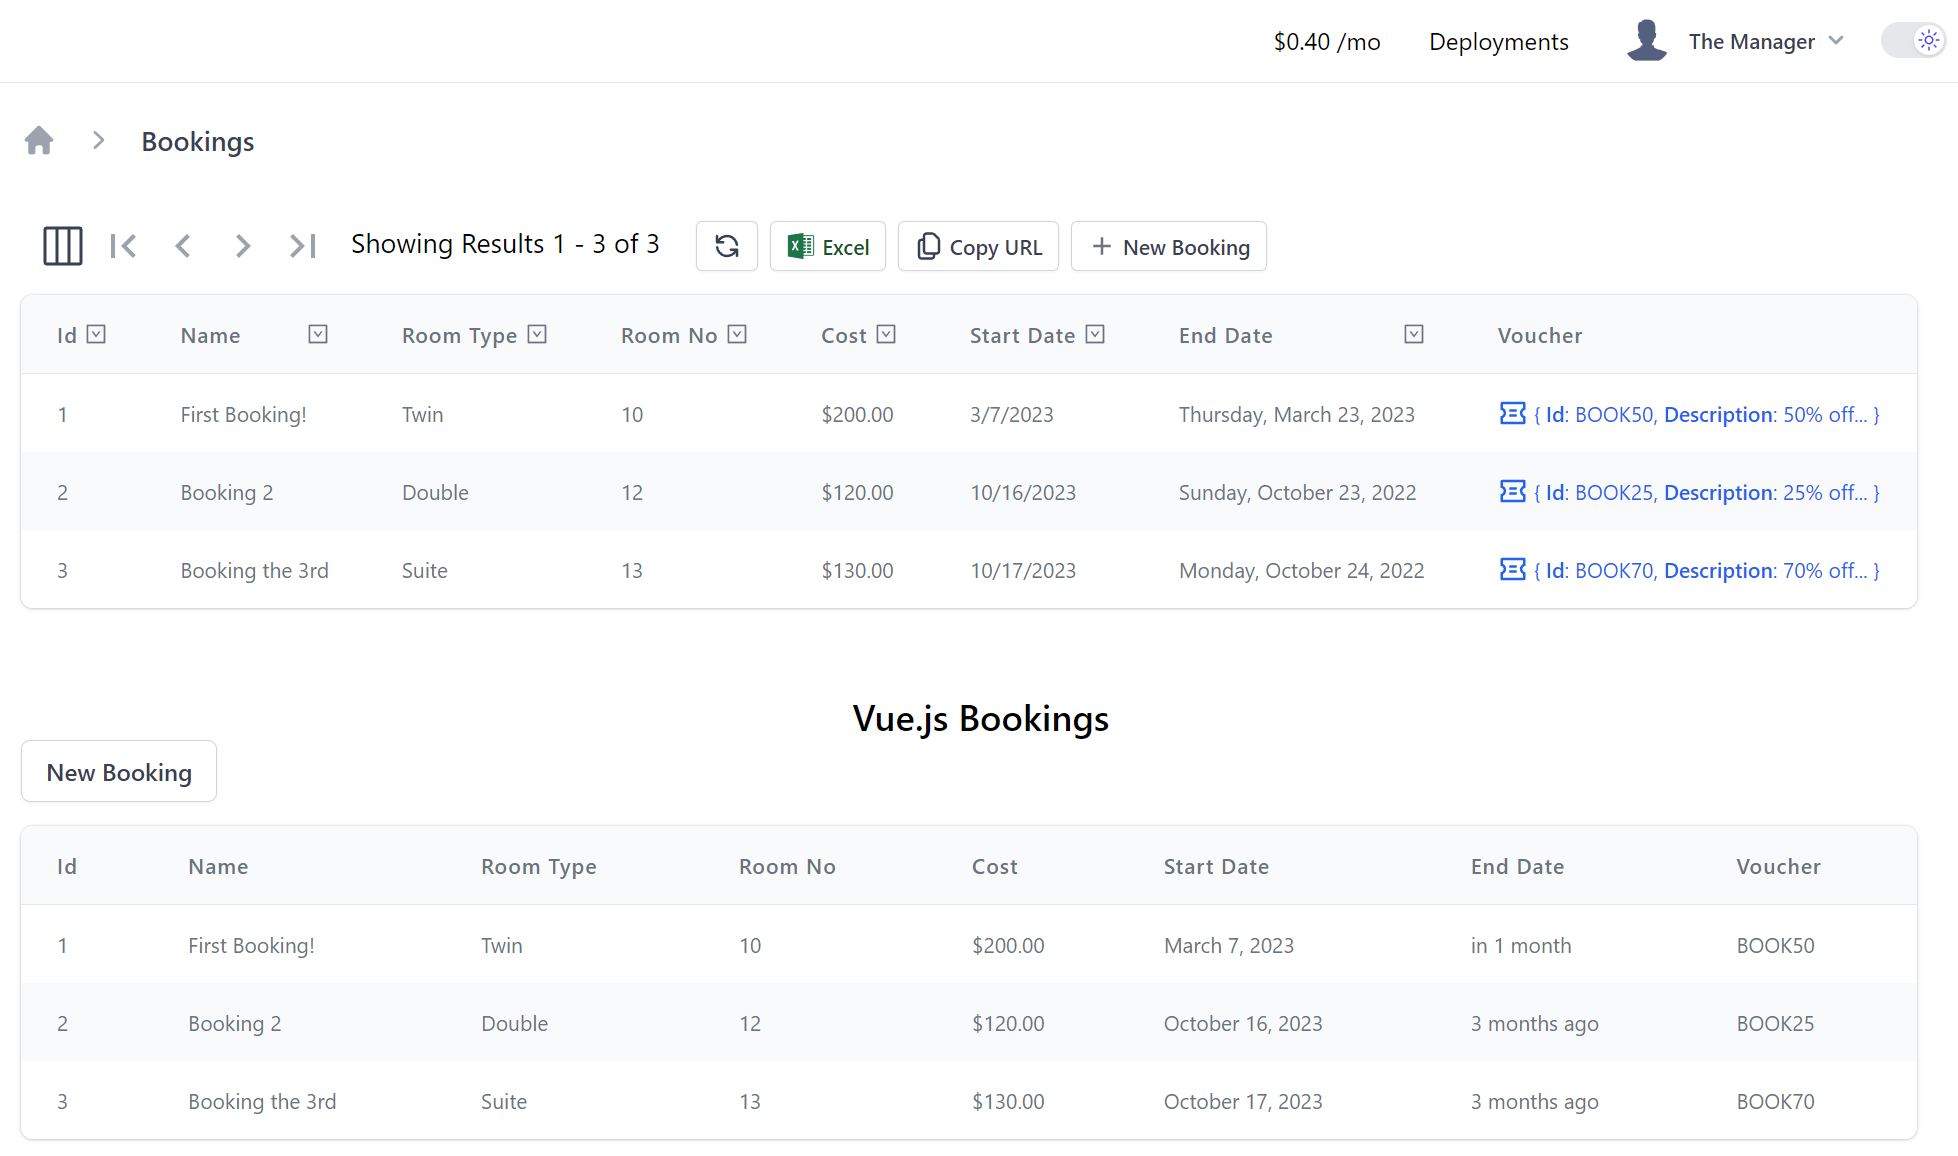 $0.40 /mo Deployments The Manager
Bookings
Showing Results 1 - 3 of 3 Excel Copy URL New Booking
Id Name Room Type Room No Cost Start Date End Date Voucher
1 First Booking! Twin 10 $200.00 3/7/2023 Thursday, March 23, 2023 { Id: BOOK50, Description: 50% off... }
2 Booking 2 Double 12 $120.00 10/16/2023 Sunday, October 23, 2022 { Id: BOOK25, Description: 25% off... }
3 Booking the 3rd Suite 13 $130.00 10/17/2023 Monday, October 24, 2022 { Id: BOOK70, Description: 70% off... }
Vue.js Bookings
New Booking
Id Name Room Type Room No Cost Start Date End Date Voucher
1 First Booking! Twin 10 $200.00 March 7, 2023 in 1 month BOOK50
2 Booking 2 Double 12 $120.00 October 16, 2023 3 months ago BOOK25
3 Booking the 3rd Suite 13 $130.00 October 17, 2023 3 months ago BOOK70